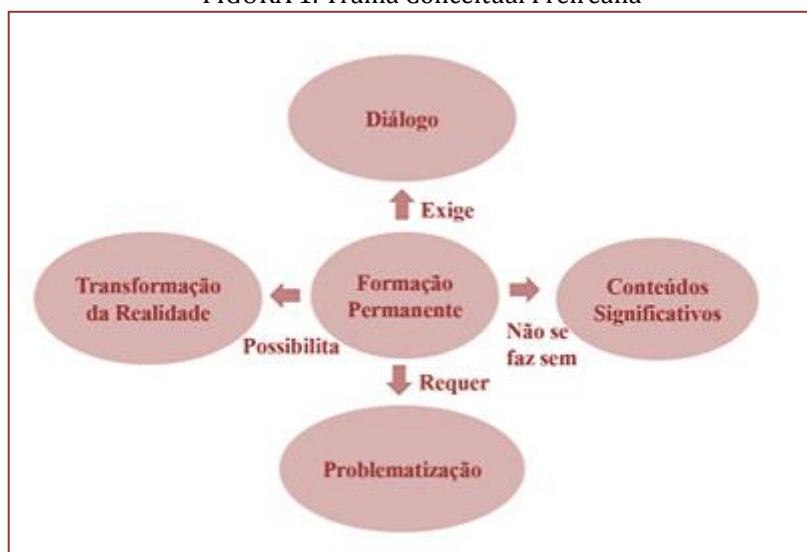 FIGURA 1: Trama Conceitual Freireana
Diálogo
Exige
Transformação
da Realidade
Formação
Permanente
Conteúdos
Significativos
Possibilita
Não se
faz sem
Requer
Problematização